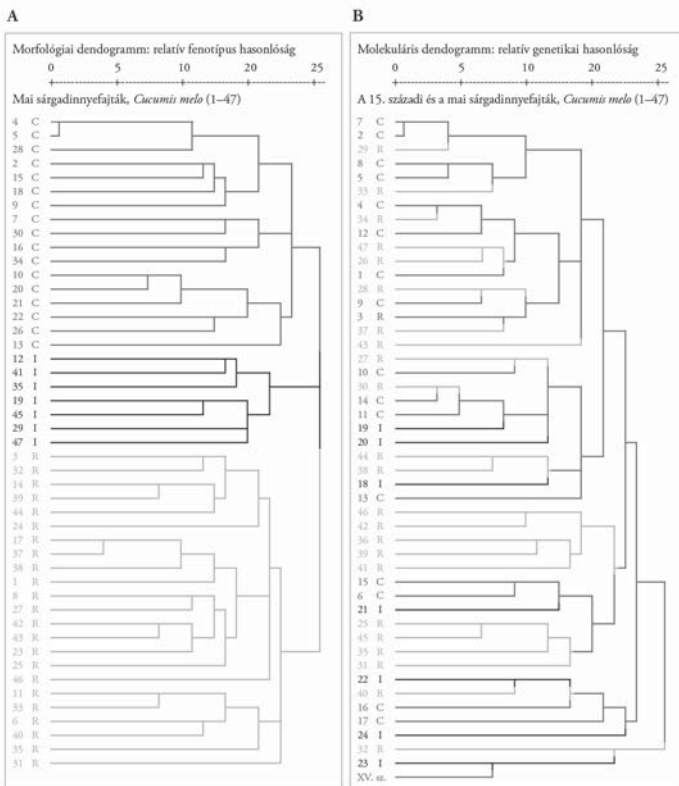 A
Morfológiai dendogramm: relatív fenotípus hasonlóság
0 5 10 20 25
Mai sárgadinnyefajták, Cucumis melo (1–47)
4 C
5 C
28 C
2 C
15 C
18 C
9 C
7 C
30 C
16 C
34 C
10 C
20 C
21 C
22 C
26 C
13 C
12 I
41 I
35 I
19 I
45 I
29 I
47 I
3 R
32 R
14 R
39 R
44 R
24 R
17 R
37 R
38 R
1 R
8 R
27 R
42 R
43 R
23 R
25 R
46 R
11 R
33 R
6 R
40 R
35 R
31 R
B
Molekuláris dendogramm: relatív genetikai hasonlóság
0 5 10 20 25
A 15. századi és a mai sárgadinnyefajták, Cucumis melo (1–47)
7 C
2 C
29 R
8 C
5 C
33 R
4 C
34 R
12 C
47 R
26 R
1 C
28 R
9 C
3 R
37 R
43 R
27 R
10 C
30 R
14 C
11 C
19 I
20 I
44 R
38 R
18 I
13 C
46 R
42 R
36 R
39 R
41 R
15 C
6 C
21 I
25 R
45 R
35 R
31 R
22 I
40 R
16 C
17 C
24 I
32 R
23 I
XV. sz.